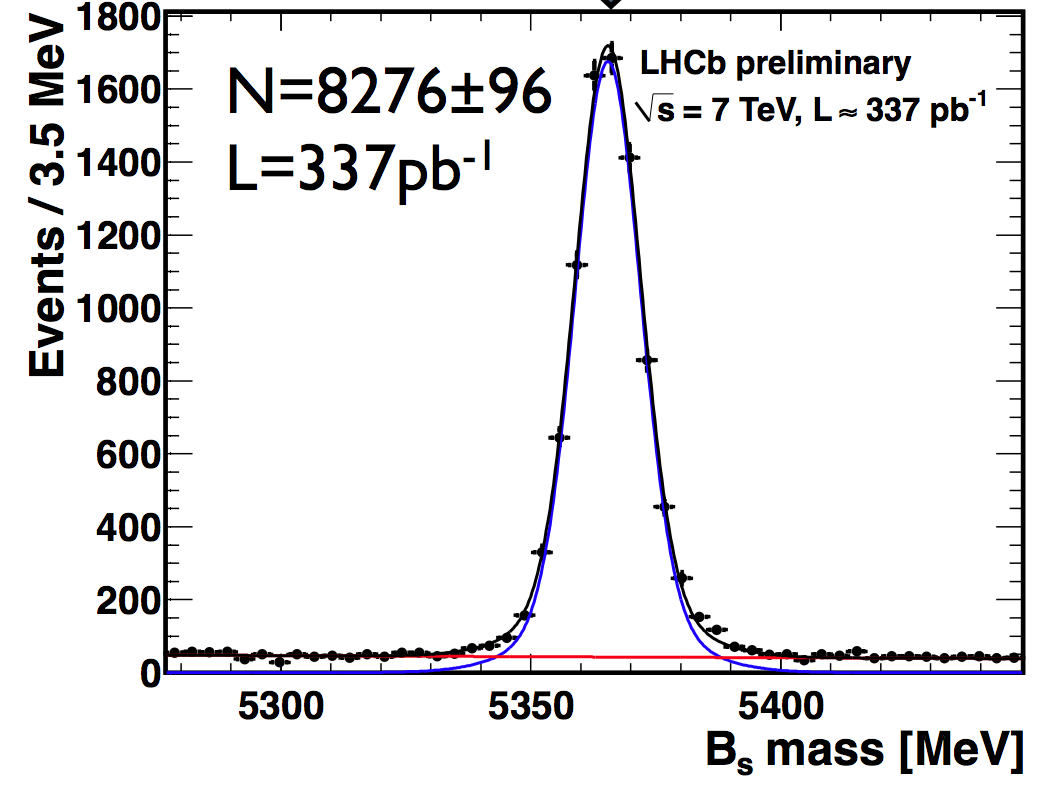 1800
1600
1400
1200
1000
800
600
400
200
0
Events / 3.5 MeV
N=8276±96
L=337pb⁻¹
LHCb preliminary
√s = 7 TeV, L ≈ 337 pb⁻¹
5300 5350 5400
Bₛ mass [MeV]